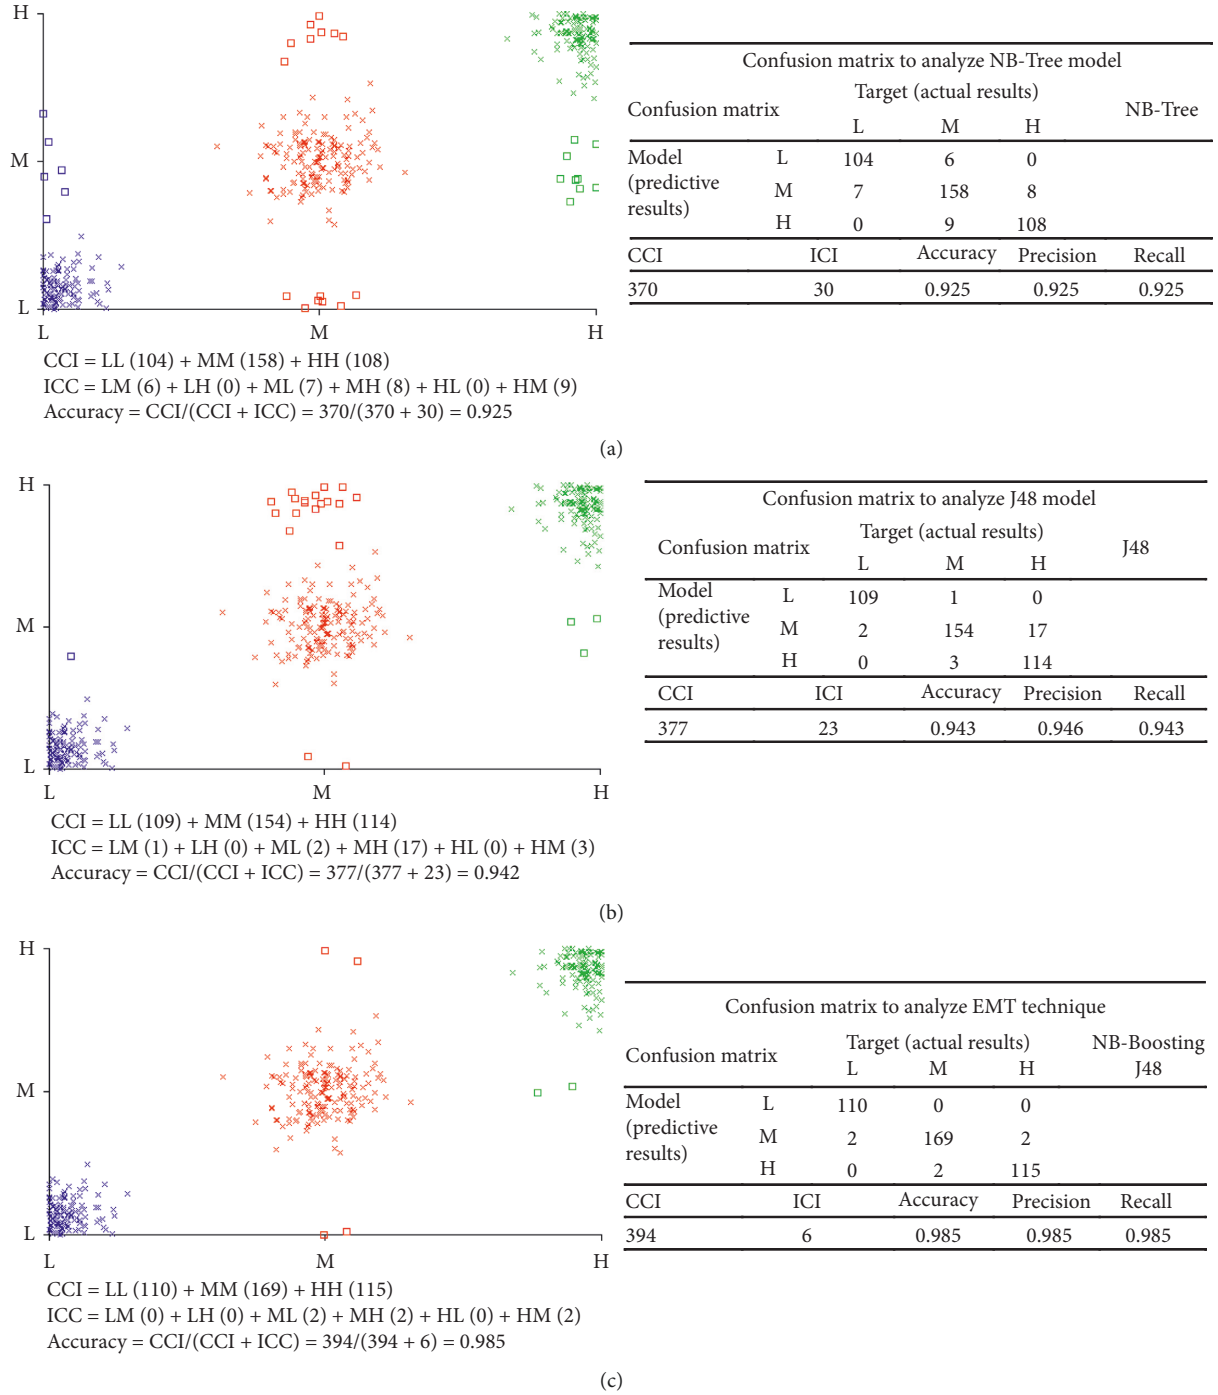 H
M
L
L M H
CCI = LL (104) + MM (158) + HH (108)
ICC = LM (6) + LH (0) + ML (7) + MH (8) + HL (0) + HM (9)
Accuracy = CCI/(CCI + ICC) = 370/(370 + 30) = 0.925
Confusion matrix to analyze NB-Tree model
Confusion matrix Target (actual results) NB-Tree
L M H
Model (predictive results) L 104 6 0
M 7 158 8
H 0 9 108
CCI ICI Accuracy Precision Recall
370 30 0.925 0.925 0.925
(a)
H
M
L
L M H
CCI = LL (109) + MM (154) + HH (114)
ICC = LM (1) + LH (0) + ML (2) + MH (17) + HL (0) + HM (3)
Accuracy = CCI/(CCI + ICC) = 377/(377 + 23) = 0.942
Confusion matrix to analyze J48 model
Confusion matrix Target (actual results) J48
L M H
Model (predictive results) L 109 1 0
M 2 154 17
H 0 3 114
CCI ICI Accuracy Precision Recall
377 23 0.943 0.946 0.943
(b)
H
M
L
L M H
CCI = LL (110) + MM (169) + HH (115)
ICC = LM (0) + LH (0) + ML (2) + MH (2) + HL (0) + HM (2)
Accuracy = CCI/(CCI + ICC) = 394/(394 + 6) = 0.985
Confusion matrix to analyze EMT technique
Confusion matrix Target (actual results) NB-Boosting
L M H J48
Model (predictive results) L 110 0 0
M 2 169 2
H 0 2 115
CCI ICI Accuracy Precision Recall
394 6 0.985 0.985 0.985
(c)